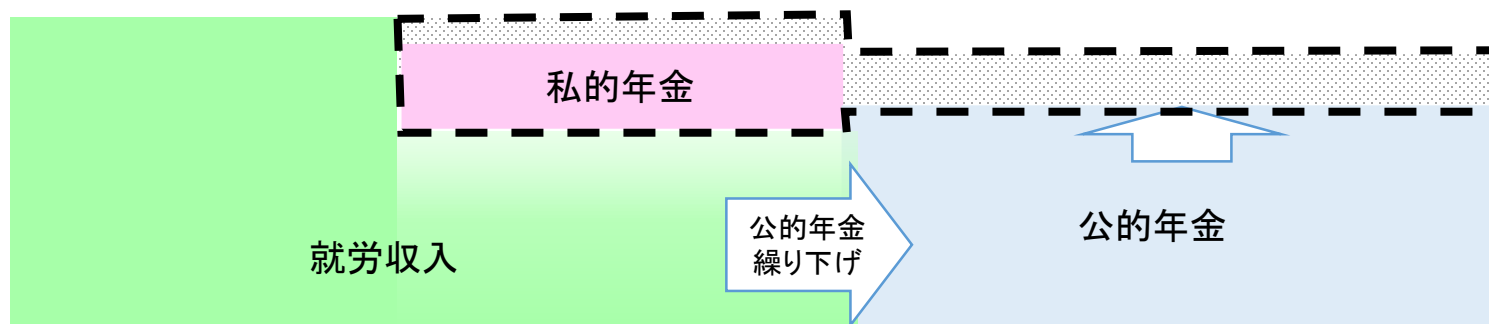 私的年金
就労収入
公的年金
繰り下げ
公的年金